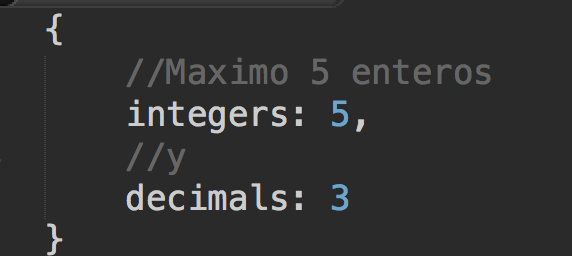 {
//Maximo 5 enteros
integers: 5,
//y
decimals: 3
}